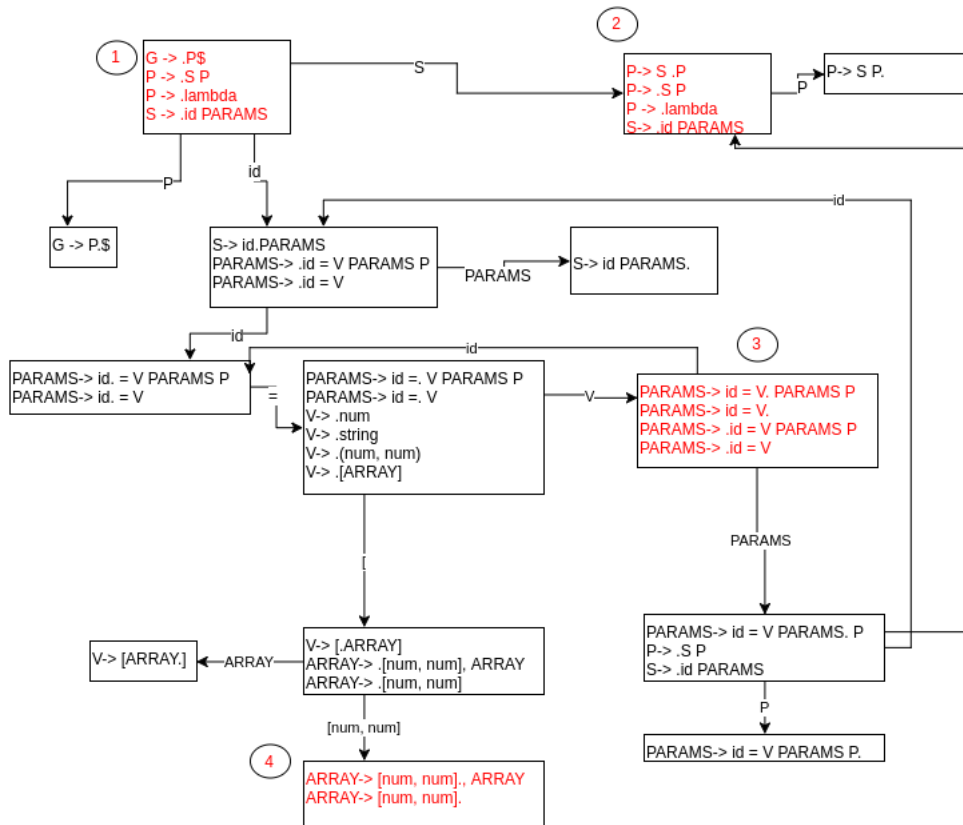 1
G -> .P$
P -> .S P
P -> .lambda
S -> .id PARAMS
S
2
P-> S .P
P-> .S P
P -> .lambda
S-> .id PARAMS
P
P-> S P.
P
id
id
G -> P.$
S-> id.PARAMS
PARAMS-> .id = V PARAMS P
PARAMS-> .id = V
PARAMS
S-> id PARAMS.
id
id
3
PARAMS-> id. = V PARAMS P
PARAMS-> id. = V
=
PARAMS-> id =. V PARAMS P
PARAMS-> id =. V
V-> .num
V-> .string
V-> .(num, num)
V-> .[ARRAY]
V
PARAMS-> id = V. PARAMS P
PARAMS-> id = V.
PARAMS-> .id = V PARAMS P
PARAMS-> .id = V
[
PARAMS
V-> [ARRAY.]
ARRAY
V-> [.ARRAY]
ARRAY-> .[num, num], ARRAY
ARRAY-> .[num, num]
PARAMS-> id = V PARAMS. P
P-> .S P
S-> .id PARAMS
[num, num]
P
4
ARRAY-> [num, num]., ARRAY
ARRAY-> [num, num].
PARAMS-> id = V PARAMS P.